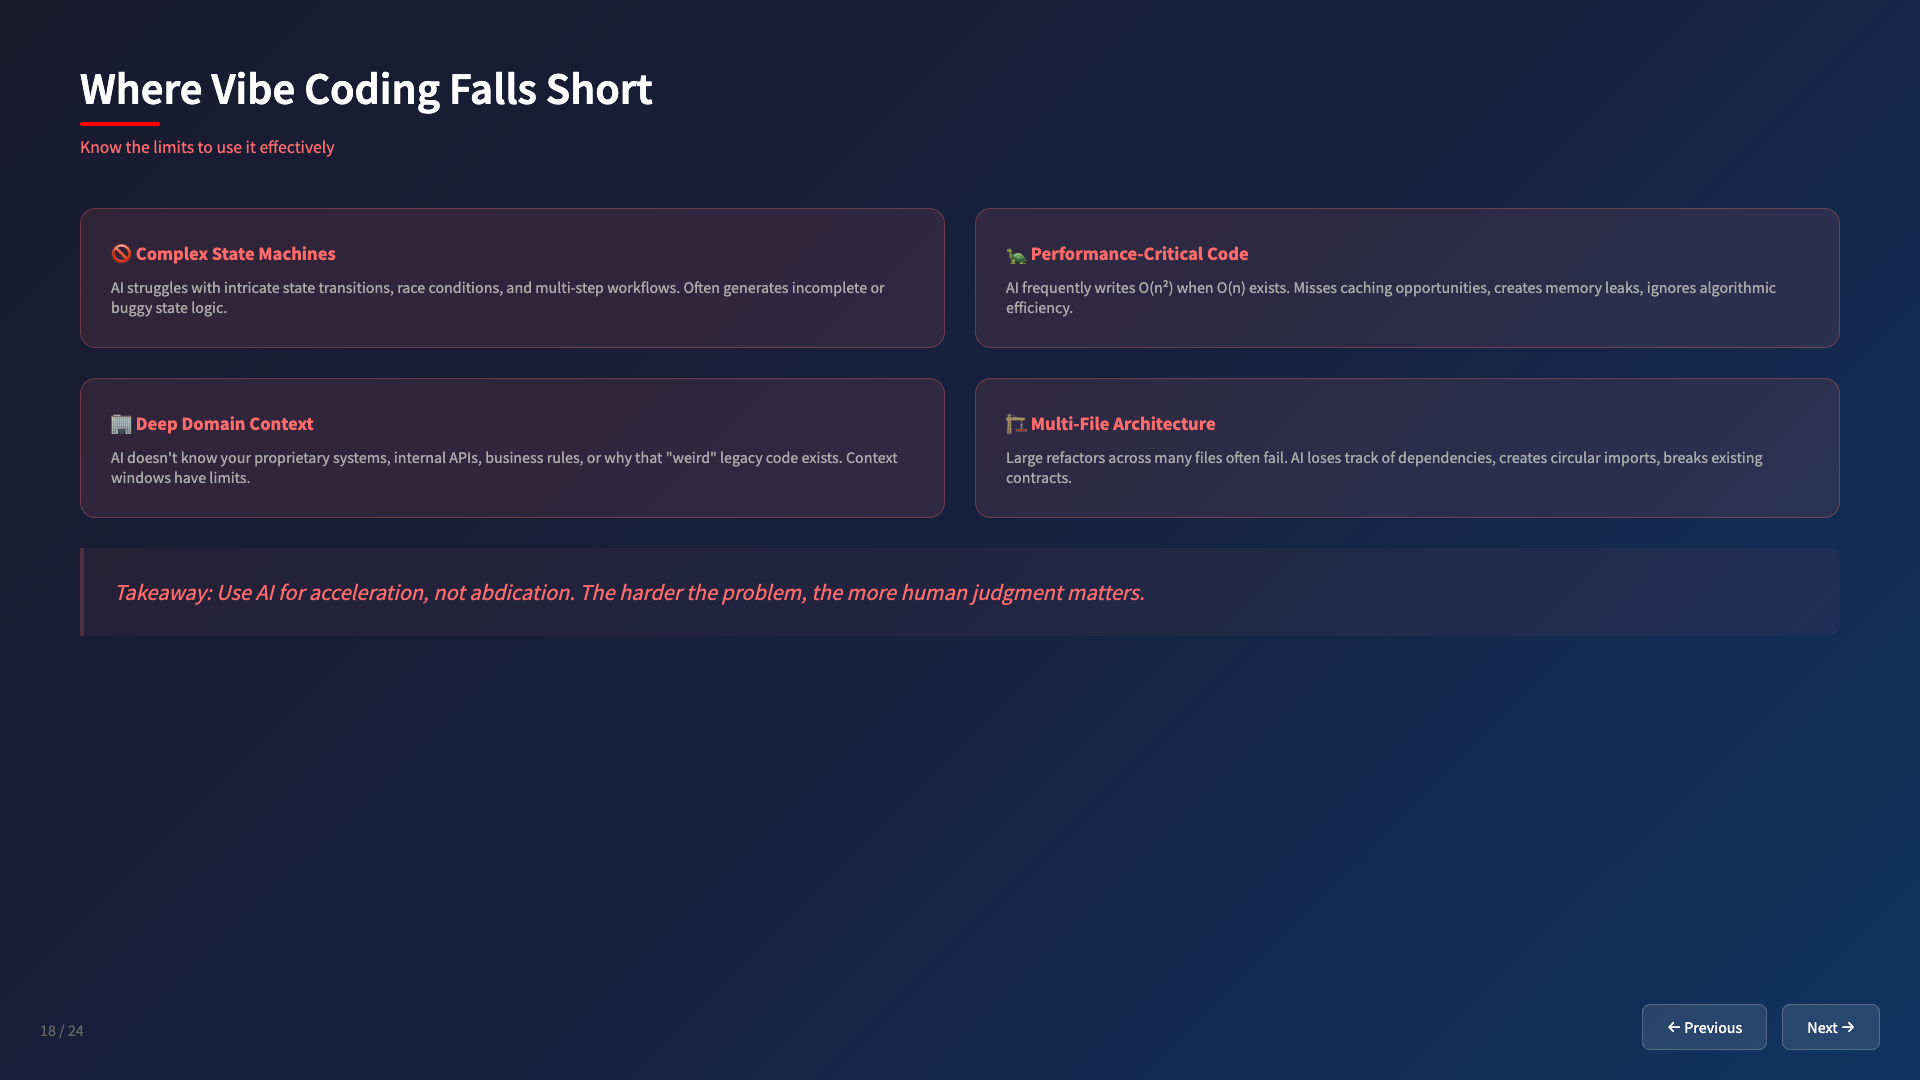 Where Vibe Coding Falls Short
Know the limits to use it effectively
🚫 Complex State Machines
AI struggles with intricate state transitions, race conditions, and multi-step workflows. Often generates incomplete or
buggy state logic.
🐢 Performance-Critical Code
AI frequently writes O(n²) when O(n) exists. Misses caching opportunities, creates memory leaks, ignores algorithmic
efficiency.
🏢 Deep Domain Context
AI doesn't know your proprietary systems, internal APIs, business rules, or why that "weird" legacy code exists. Context
windows have limits.
🏗️ Multi-File Architecture
Large refactors across many files often fail. AI loses track of dependencies, creates circular imports, breaks existing
contracts.
Takeaway: Use AI for acceleration, not abdication. The harder the problem, the more human judgment matters.
18 / 24
← Previous
Next →